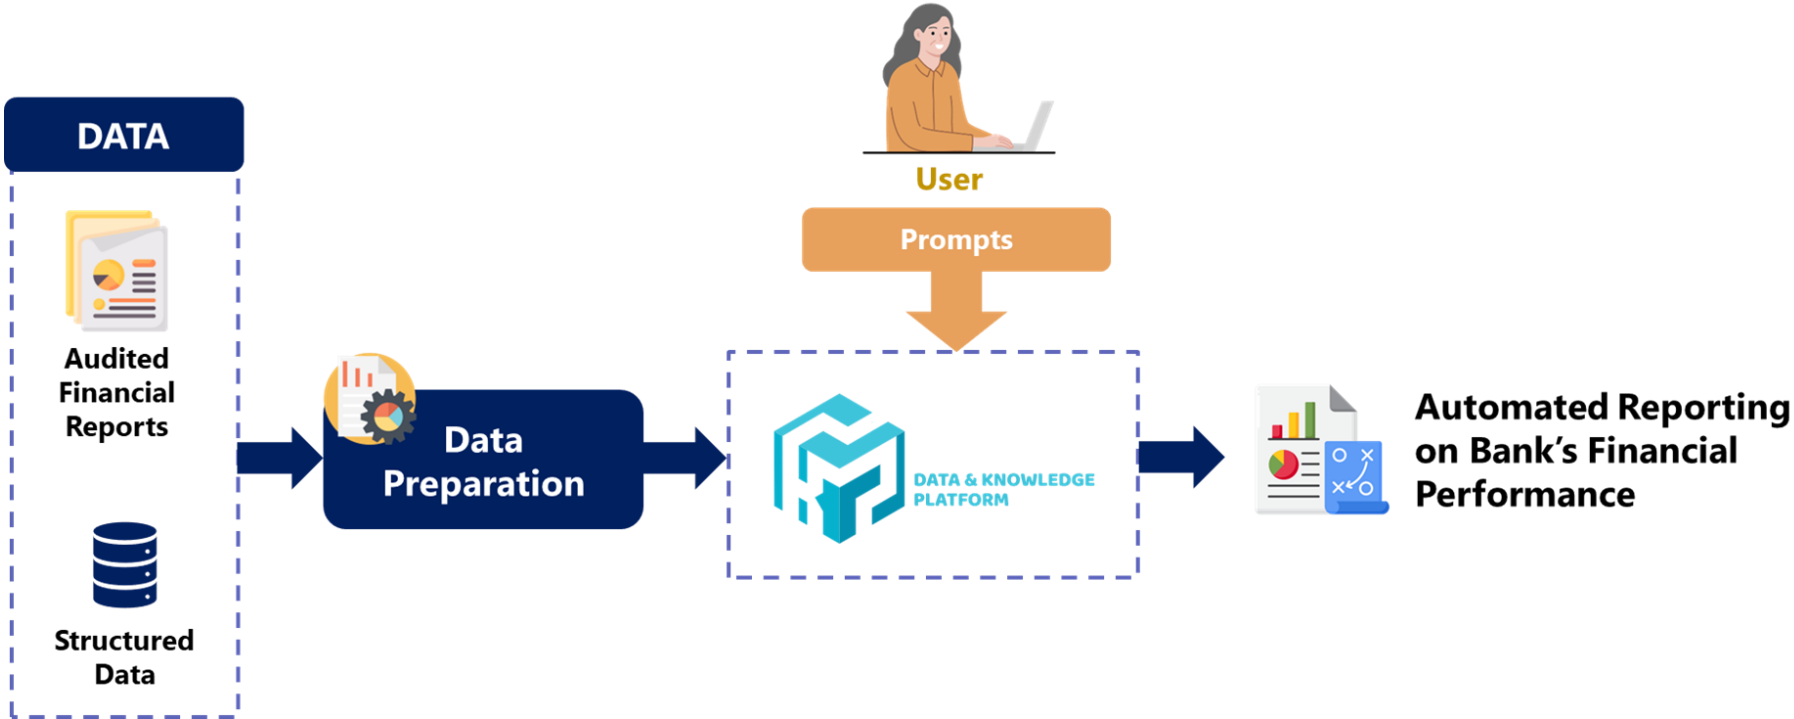 DATA
Audited
Financial
Reports
Structured
Data
Data
Preparation
User
Prompts
DATA & KNOWLEDGE
PLATFORM
Automated Reporting
on Bank's Financial
Performance